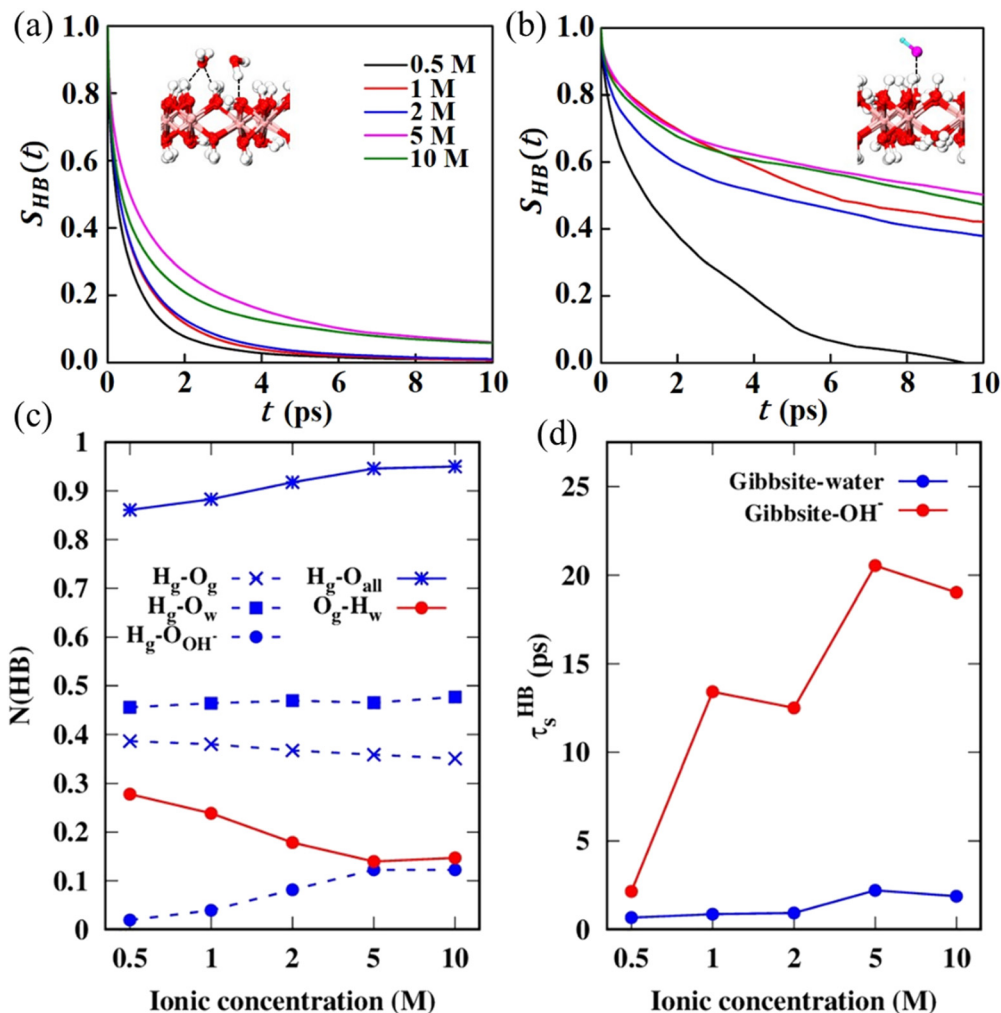 (a)
1.0
0.8
0.6
0.4
0.2
0.0
S_HB(t)
0.5 M
1 M
2 M
5 M
10 M
0 2 4 6 8 10
t (ps)
(b)
1.0
0.8
0.6
0.4
0.2
0.0
S_HB(t)
0 2 4 6 8 10
t (ps)
(c)
1
0.9
0.8
0.7
0.6
0.5
0.4
0.3
0.2
0.1
0
N(HB)
H_g-O_g
H_g-O_w
H_g-O_OH^-
H_g-O_all
O_g-H_w
0.5 1 2 5 10
Ionic concentration (M)
(d)
25
20
15
10
5
0
τ_s^HB (ps)
Gibbsite-water
Gibbsite-OH^-
0.5 1 2 5 10
Ionic concentration (M)